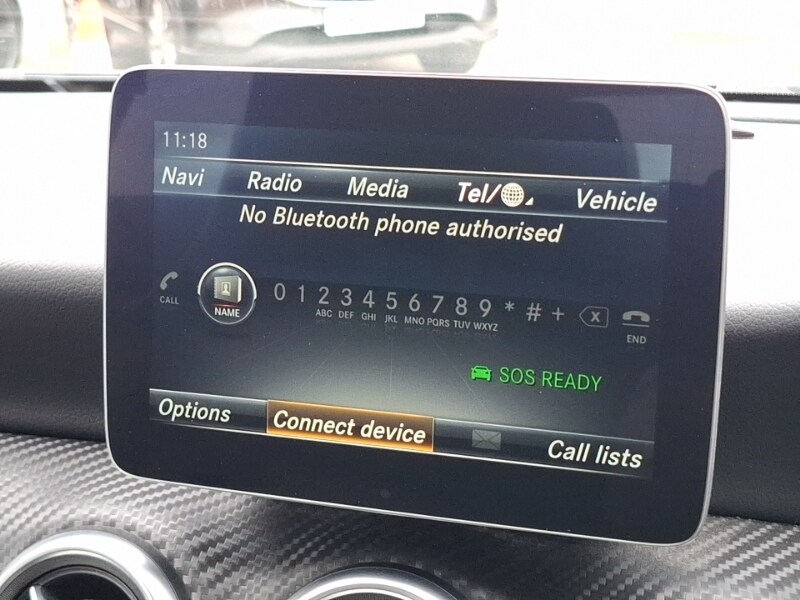 11:18
Navi Radio Media Tel/ Vehicle
No Bluetooth phone authorised
CALL NAME 0 1 2 3 4 5 6 7 8 9 * # + X END
ABC DEF GHI JKL MNO PQRS TUV WXYZ
SOS READY
Options Connect device Call lists